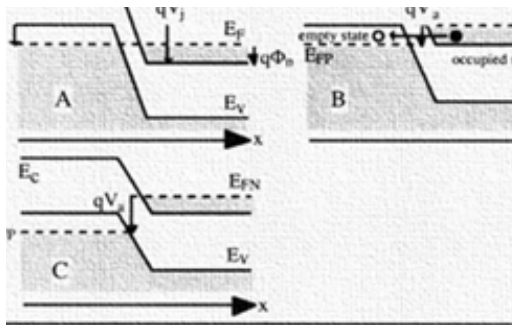 qVj
EF
qΦn
A
EV
x
qVa
empty state
EFP
occupied
B
EC
qVa
EFN
P
C
EV
x